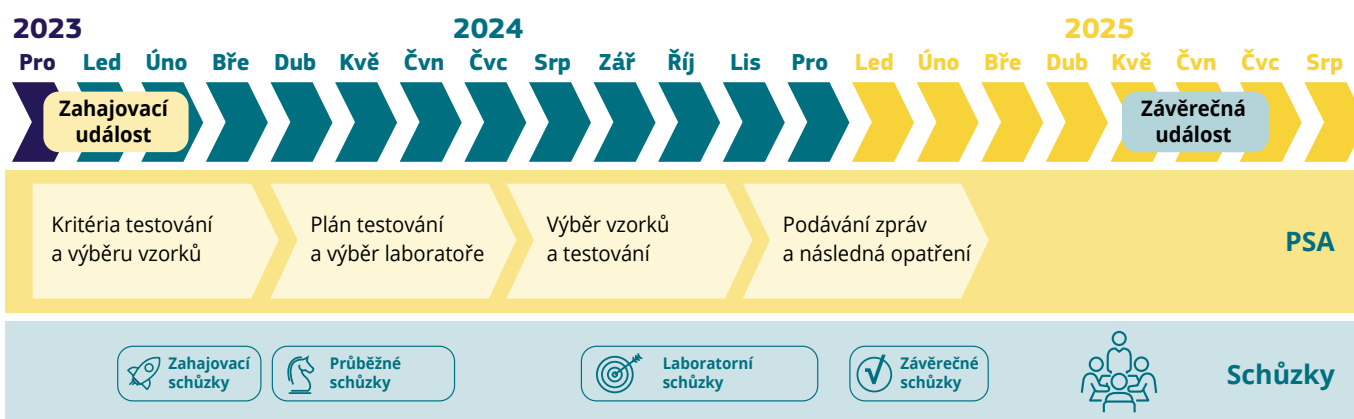 2023 2024 2025
Pro Led Úno Bře Dub Kvě Čvn Čvc Srp Zář Říj Lis Pro Led Úno Bře Dub Kvě Čvn Čvc Srp
Zahajovací
událost
Závěrečná
událost
Kritéria testování
a výběru vzorků
Plán testování
a výběr laboratoře
Výběr vzorků
a testování
Podávání zpráv
a následná opatření
PSA
Zahajovací
schůzky
Průběžné
schůzky
Laboratorní
schůzky
Závěrečné
schůzky
Schůzky